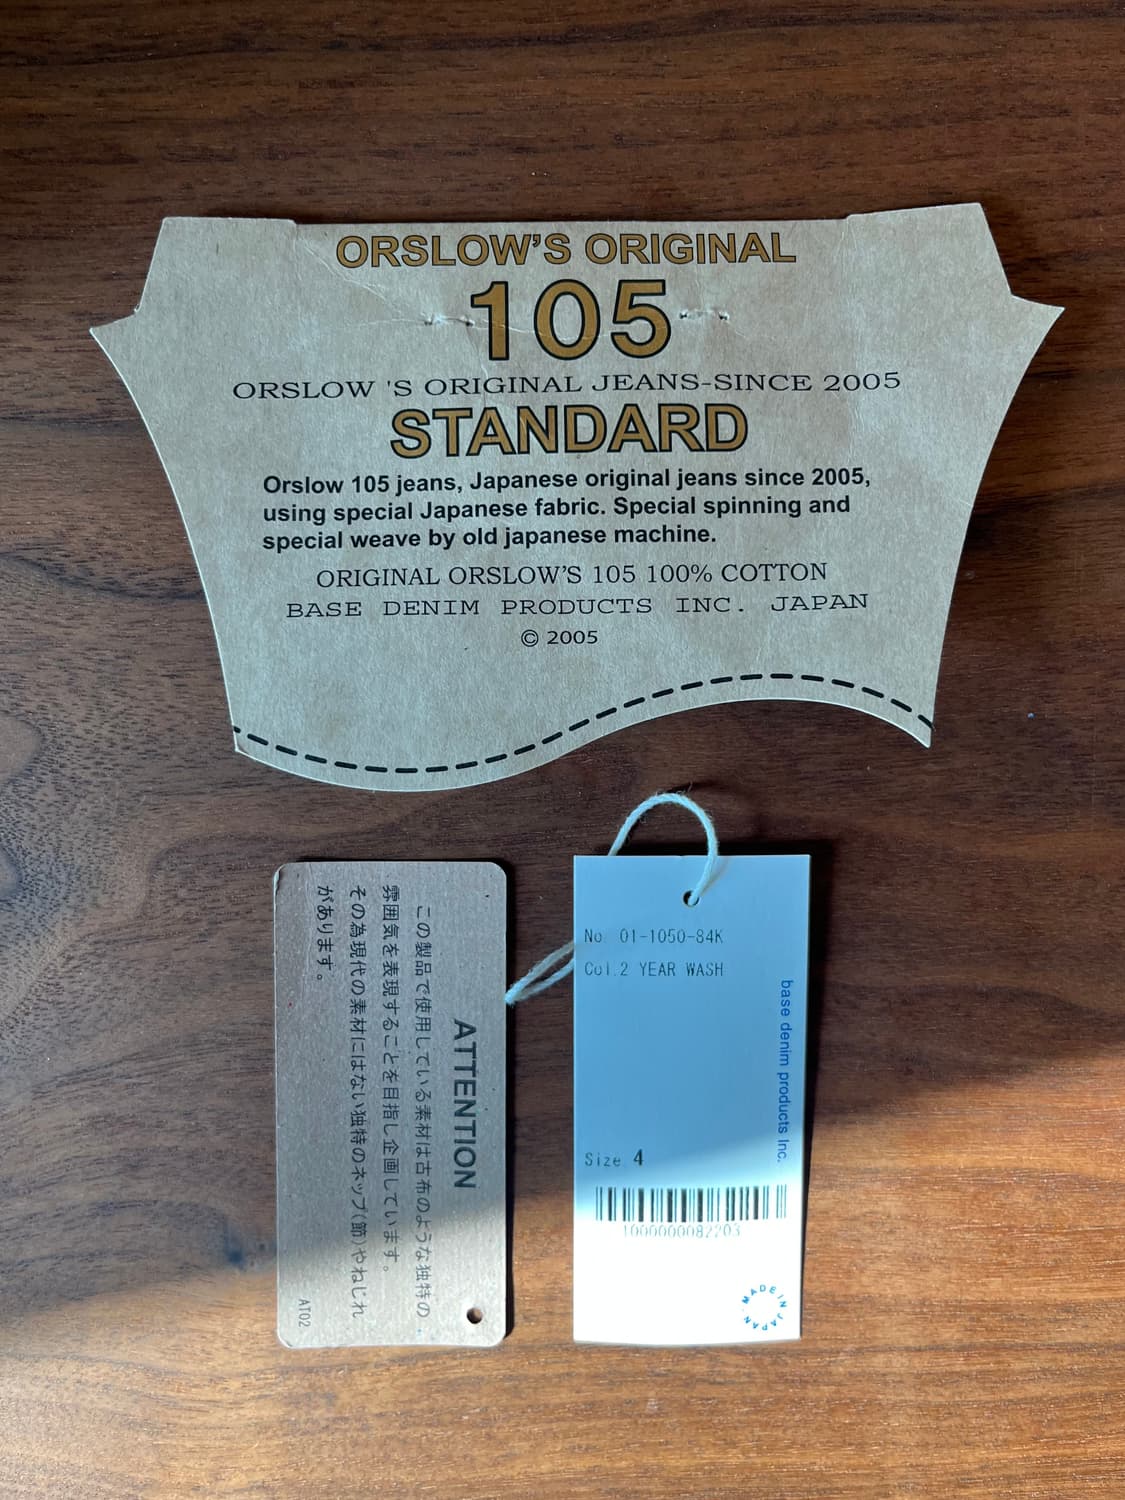 ORSLOW'S ORIGINAL
105
ORSLOW 'S ORIGINAL JEANS-SINCE 2005
STANDARD
Orslow 105 jeans, Japanese original jeans since 2005,
using special Japanese fabric. Special spinning and
special weave by old japanese machine.
ORIGINAL ORSLOW'S 105 100% COTTON
BASE DENIM PRODUCTS INC. JAPAN
© 2005
ATTENTION
この製品で使用している素材は古布のような独特の
雰囲気を表現することを目指し企画しています。
その為現代の素材にはない独特のネップ(節)やねじれ
があります。
AT02
No. 01-1050-84K
Col.2 YEAR WASH
base denim products Inc.
Size 4
1000000082203
MADE IN JAPAN